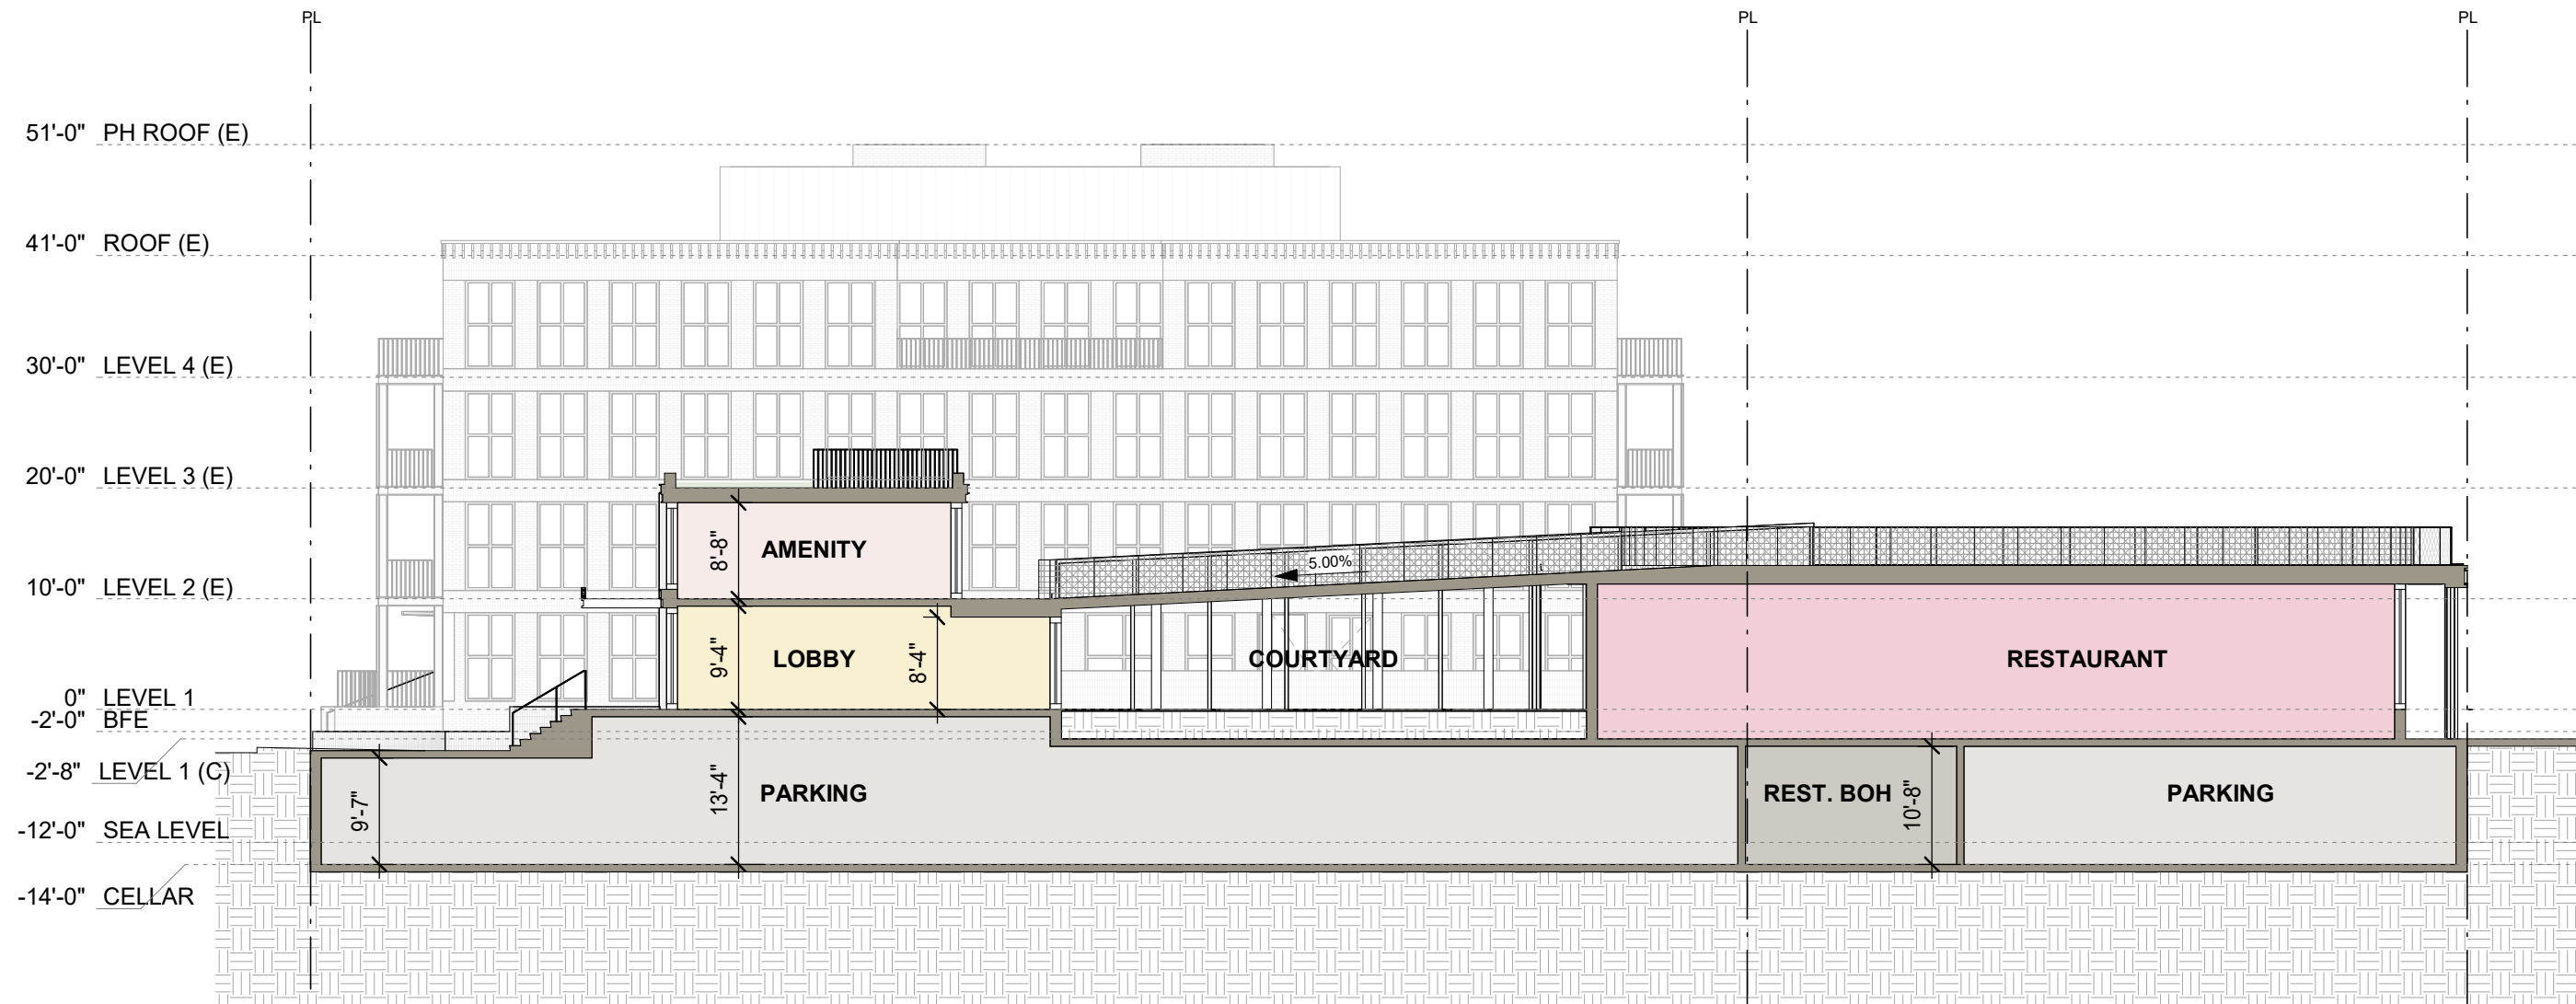 PL PL PL
51'-0" PH ROOF (E)
41'-0" ROOF (E)
30'-0" LEVEL 4 (E)
20'-0" LEVEL 3 (E)
8'-8" AMENITY
5.00%
10'-0" LEVEL 2 (E)
9'-4" LOBBY 8'-4" COURTYARD RESTAURANT
0" LEVEL 1
-2'-0" BFE
-2'-8" LEVEL 1 (C)
9'-7" 13'-4" PARKING REST. BOH 10'-8" PARKING
-12'-0" SEA LEVEL
-14'-0" CELLAR